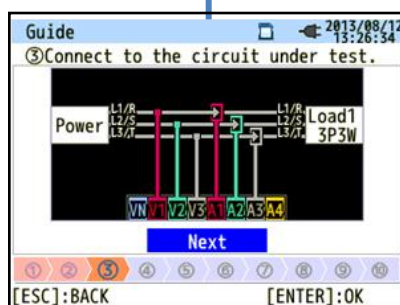 Guide 2013/08/12
13:26:34
③Connect to the circuit under test.
L1/R L1/R
L2/S L2/S
L3/T L3/T
Power Load1
3P3W
VN V1 V2 V3 A1 A2 A3 A4
Next
① ② ③ ④ ⑤ ⑥ ⑦ ⑧ ⑨ ⑩
[ESC]:BACK [ENTER]:OK